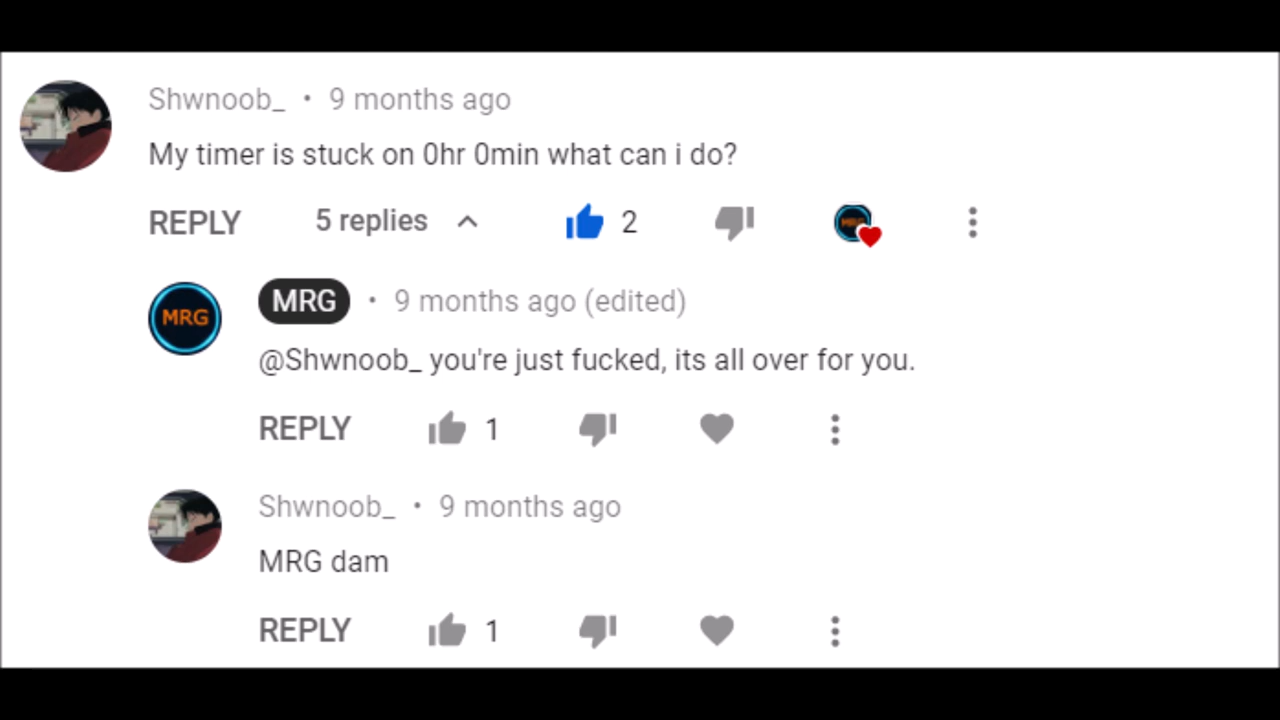 Shwnoob_ • 9 months ago
My timer is stuck on 0hr 0min what can i do?
REPLY 5 replies 2 MRG
MRG MRG • 9 months ago (edited)
@Shwnoob_ you're just fucked, its all over for you.
REPLY 1
Shwnoob_ • 9 months ago
MRG dam
REPLY 1